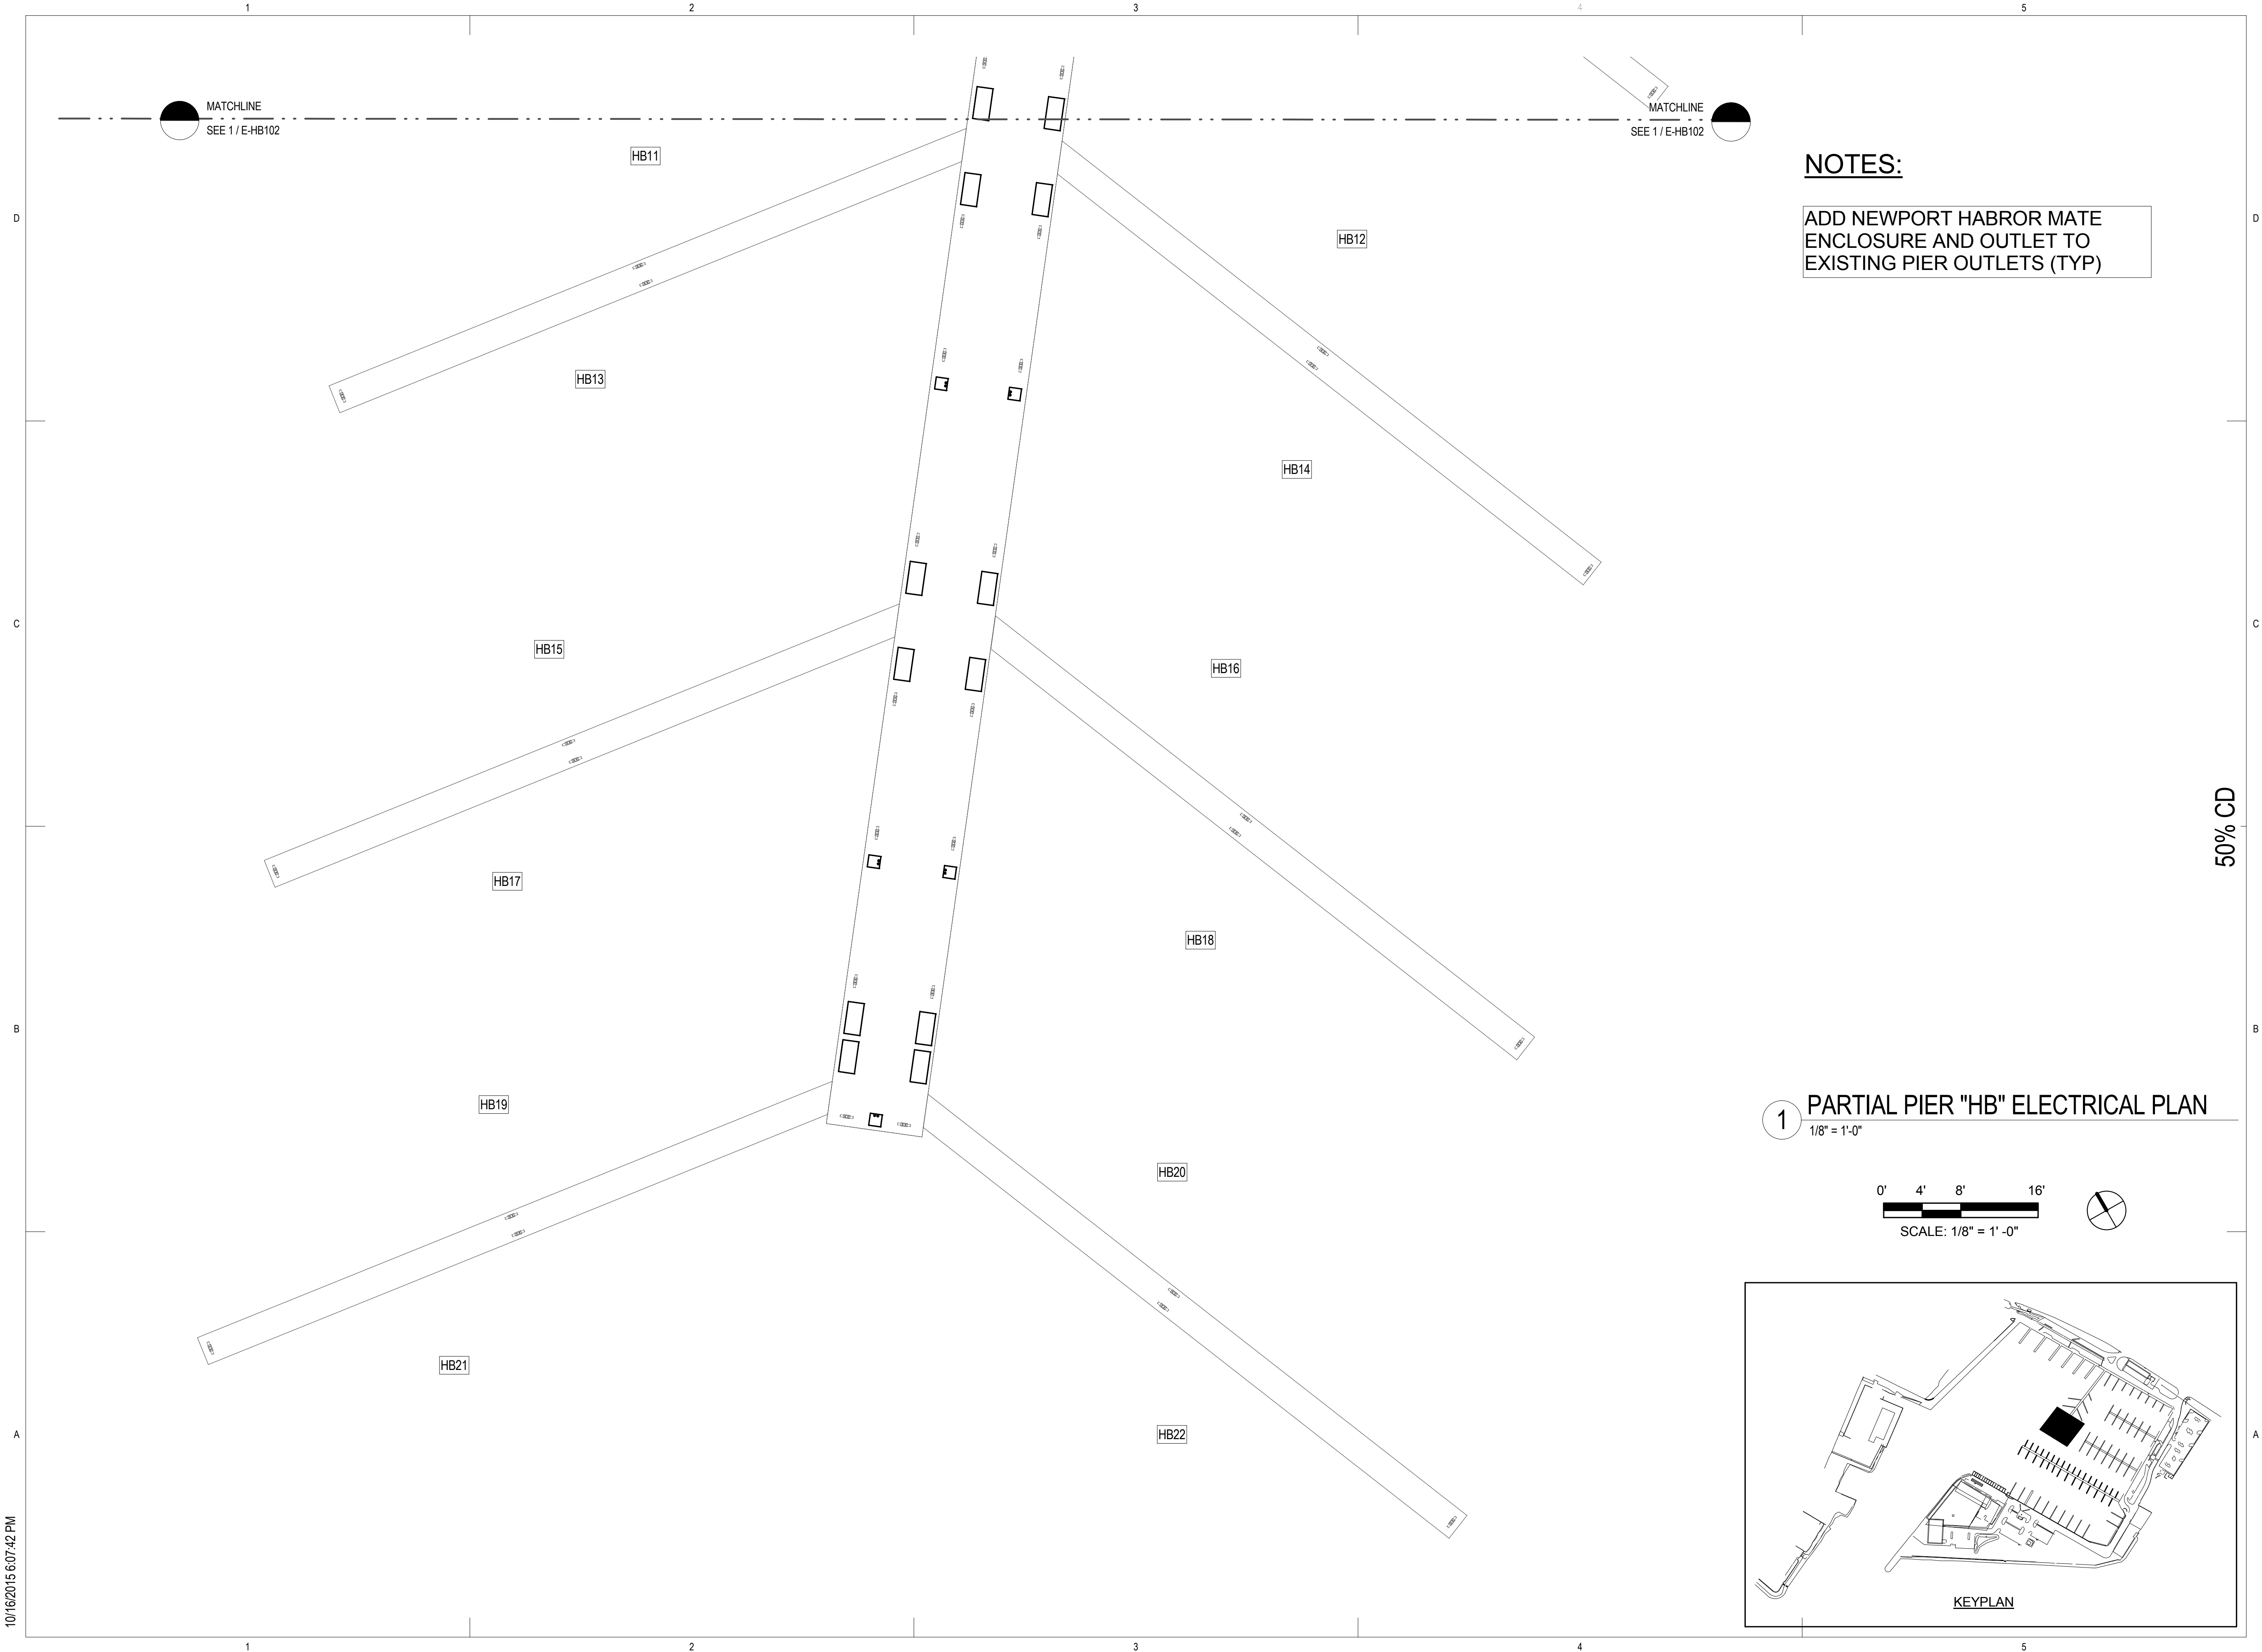 1 2 3 4 5
MATCHLINE
SEE 1 / E-HB102
MATCHLINE
SEE 1 / E-HB102
HB11
NOTES:
D
D
ADD NEWPORT HABROR MATE
ENCLOSURE AND OUTLET TO
EXISTING PIER OUTLETS (TYP)
HB12
HB13
HB14
C
C
HB15
HB16
50% CD
HB17
HB18
B
B
HB19
1
PARTIAL PIER "HB" ELECTRICAL PLAN
1/8" = 1'-0"
HB20
0' 4' 8' 16'
SCALE: 1/8" = 1' -0"
HB21
A
A
HB22
KEYPLAN
10/16/2015 6:07:42 PM
1 2 3 4 5